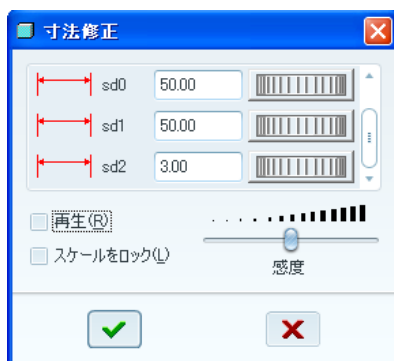 寸法修正
sd0 50.00
sd1 50.00
sd2 3.00
再生(R)
スケールをロック(L)
感度